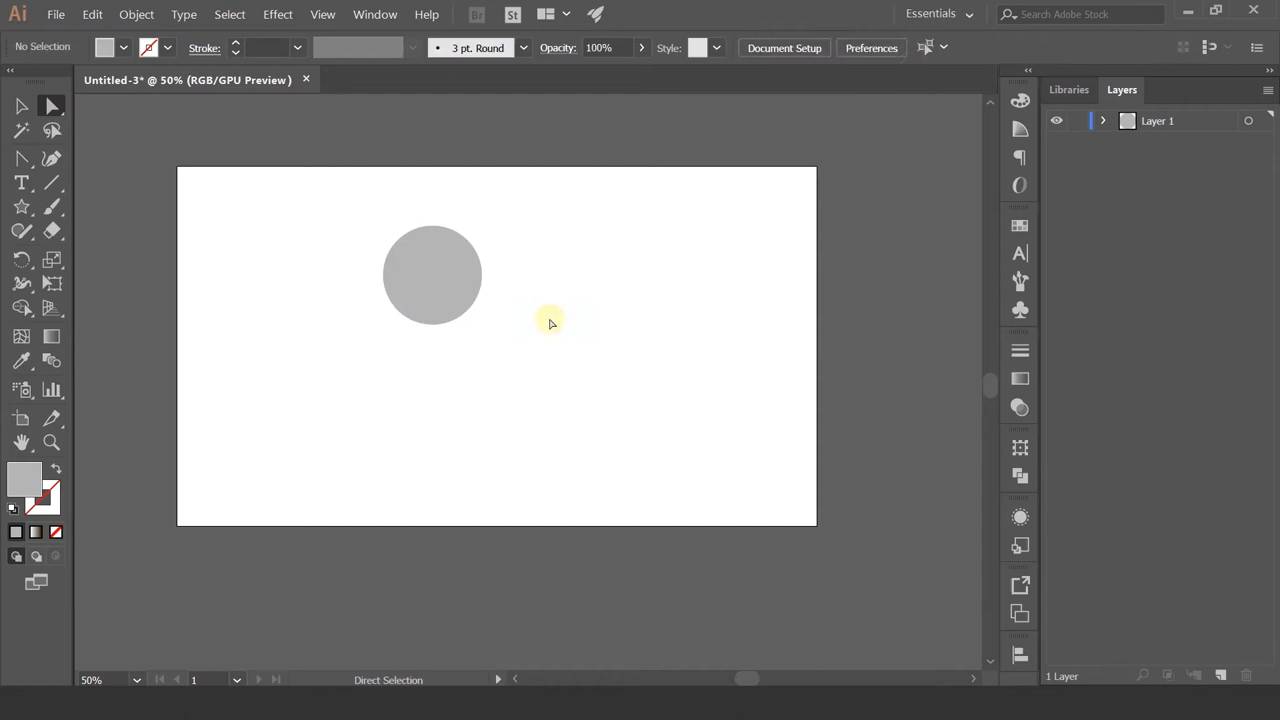 Ai File Edit Object Type Select Effect View Window Help Br St Essentials Search Adobe Stock
No Selection Stroke: 3 pt. Round Opacity: 100% Style: Document Setup Preferences
Untitled-3* @ 50% (RGB/GPU Preview) Libraries Layers
Layer 1
50% 1 Direct Selection 1 Layer